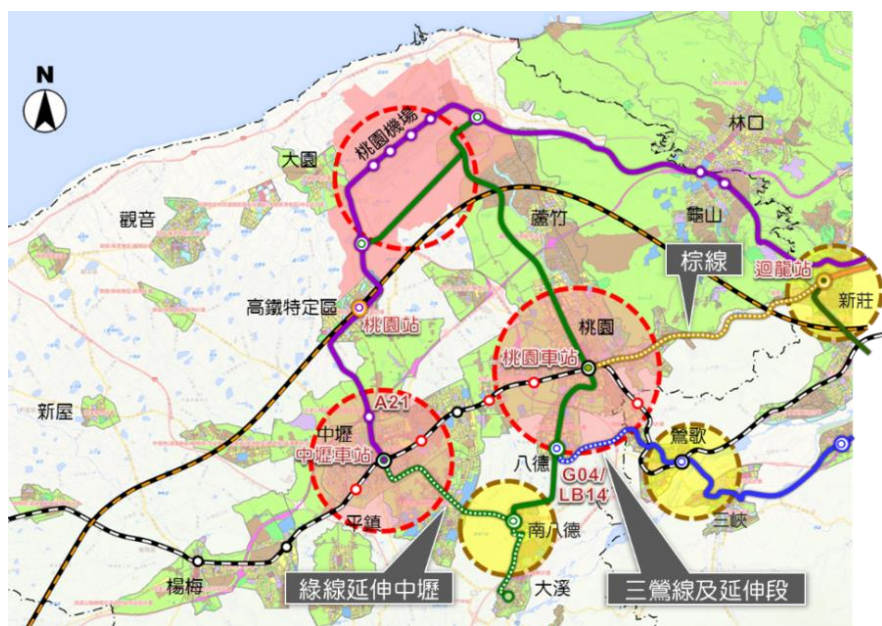 N
林口
桃園機場
大園
觀音
蘆竹
龜山
棕線
迴龍站
新莊
高鐵特定區
桃園站
桃園
桃園車站
新屋
A21
中壢
中壢車站
八德
鶯歌
G04/
LB14
三峽
平鎮
南八德
楊梅
綠線延伸中壢
大溪
三鶯線及延伸段